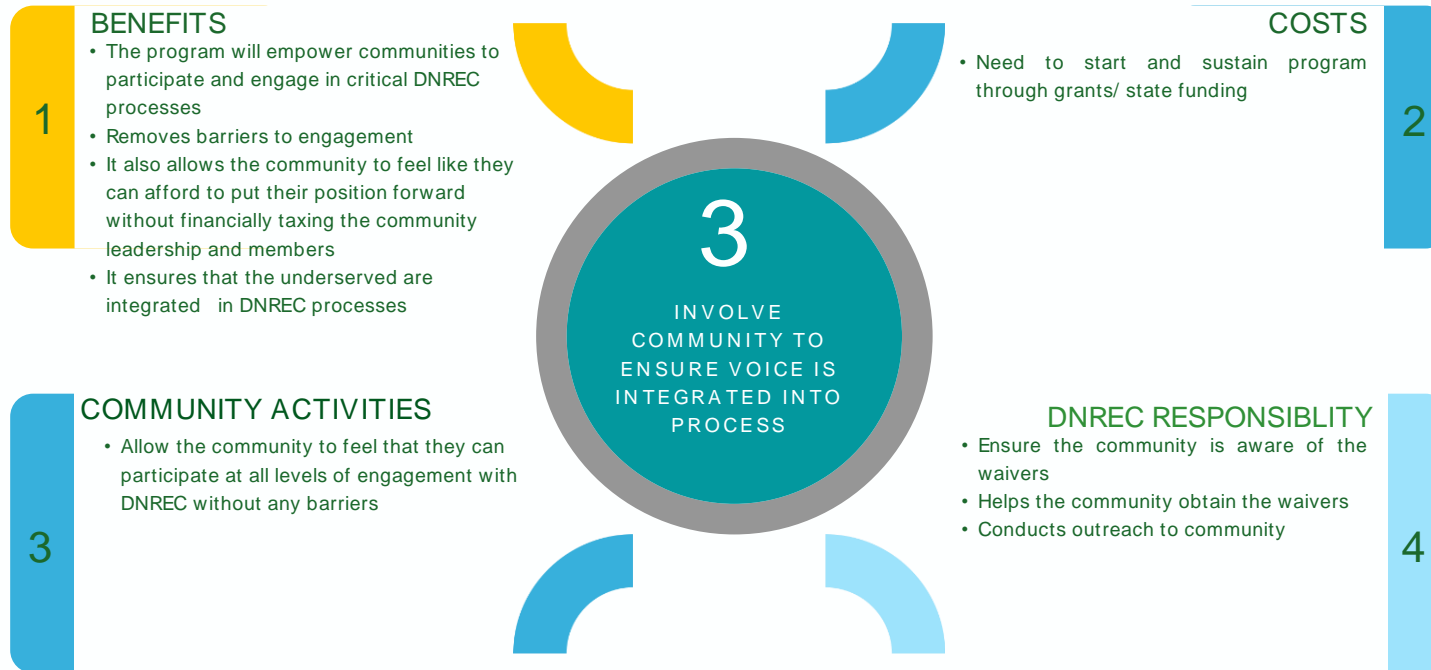 1
BENEFITS
• The program will empower communities to
participate and engage in critical DNREC
processes
• Removes barriers to engagement
• It also allows the community to feel like they
can afford to put their position forward
without financially taxing the community
leadership and members
• It ensures that the underserved are
integrated in DNREC processes
COSTS
• Need to start and sustain program
through grants/ state funding
2
3
INVOLVE
COMMUNITY TO
ENSURE VOICE IS
INTEGRATED INTO
PROCESS
3
COMMUNITY ACTIVITIES
• Allow the community to feel that they can
participate at all levels of engagement with
DNREC without any barriers
DNREC RESPONSIBLITY
• Ensure the community is aware of the
waivers
• Helps the community obtain the waivers
• Conducts outreach to community
4